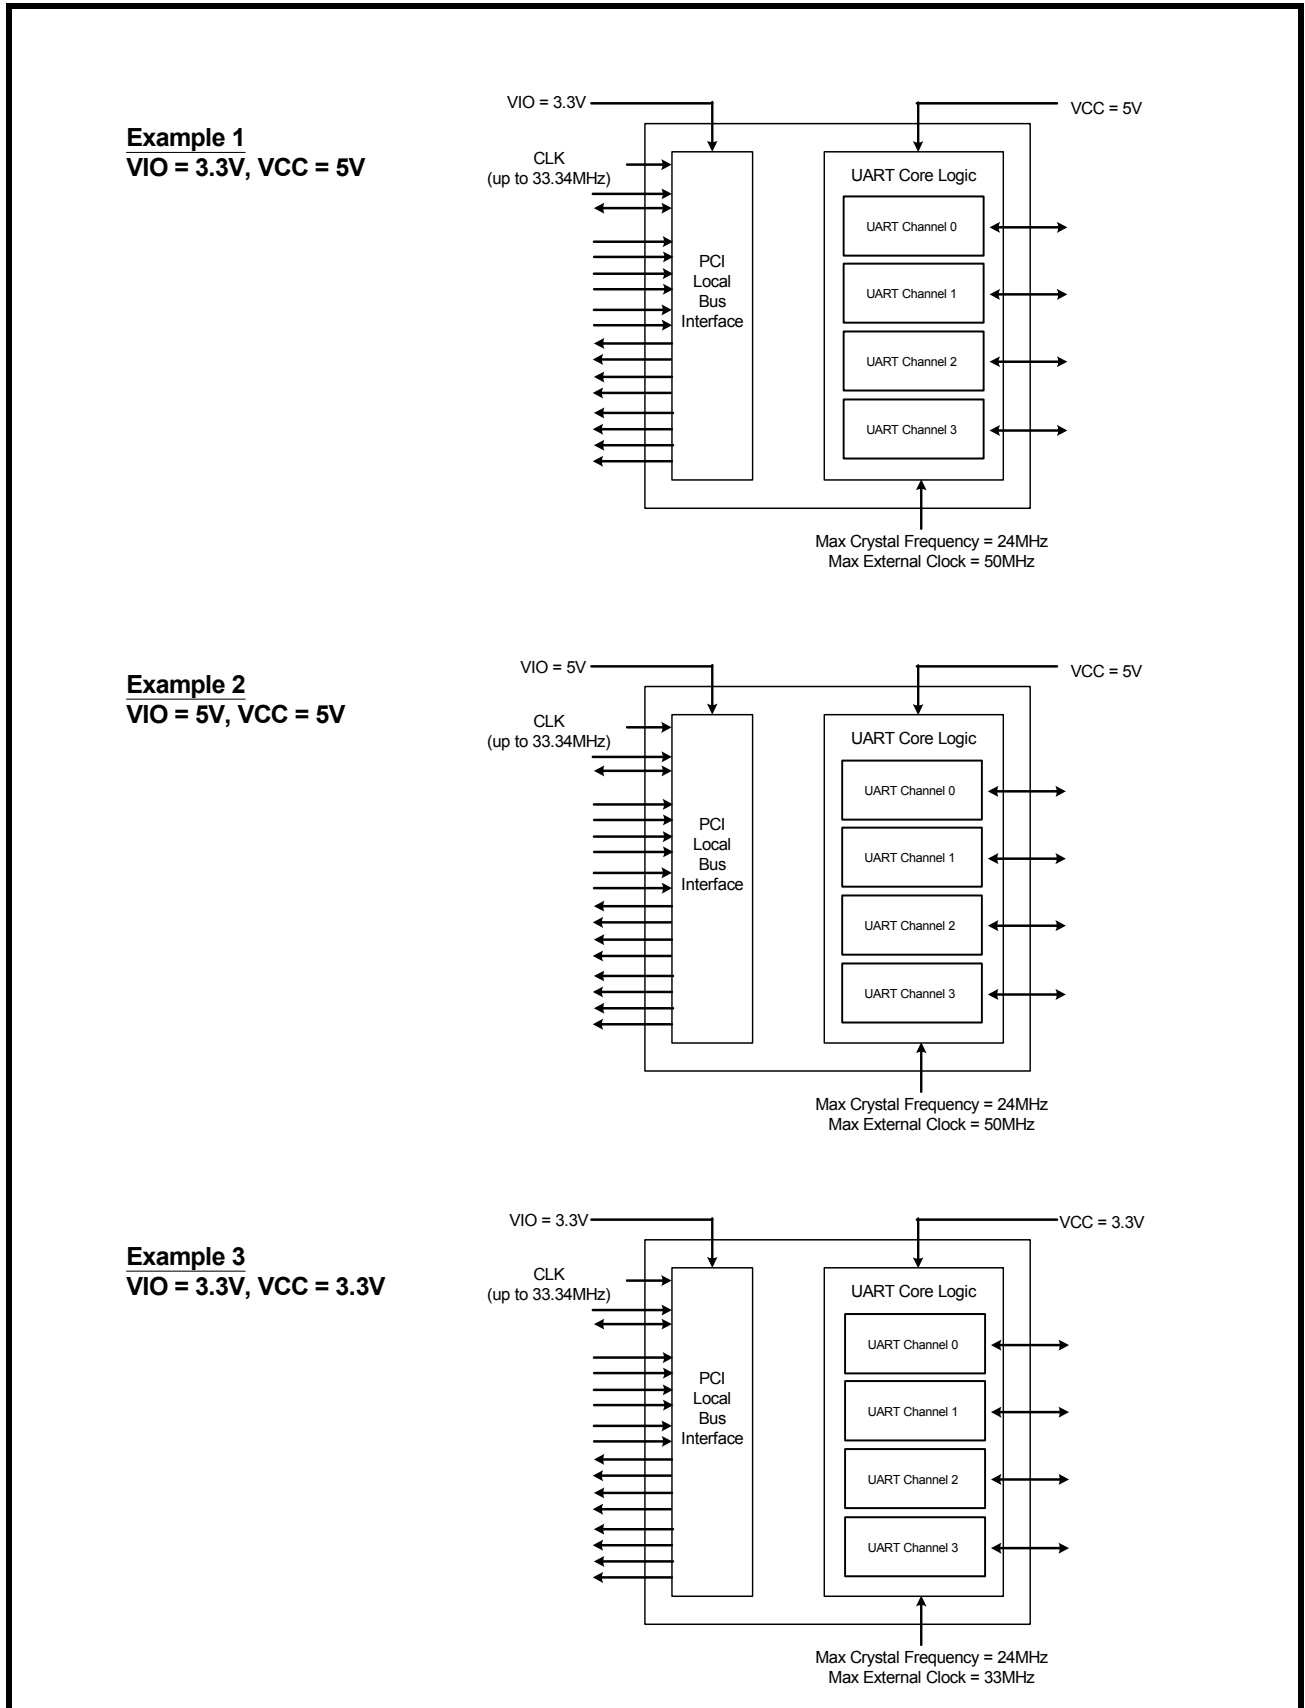 Example 1
VIO = 3.3V, VCC = 5V
VIO = 3.3V
VCC = 5V
CLK
(up to 33.34MHz)
PCI
Local
Bus
Interface
UART Core Logic
UART Channel 0
UART Channel 1
UART Channel 2
UART Channel 3
Max Crystal Frequency = 24MHz
Max External Clock = 50MHz
Example 2
VIO = 5V, VCC = 5V
VIO = 5V
VCC = 5V
CLK
(up to 33.34MHz)
PCI
Local
Bus
Interface
UART Core Logic
UART Channel 0
UART Channel 1
UART Channel 2
UART Channel 3
Max Crystal Frequency = 24MHz
Max External Clock = 50MHz
Example 3
VIO = 3.3V, VCC = 3.3V
VIO = 3.3V
VCC = 3.3V
CLK
(up to 33.34MHz)
PCI
Local
Bus
Interface
UART Core Logic
UART Channel 0
UART Channel 1
UART Channel 2
UART Channel 3
Max Crystal Frequency = 24MHz
Max External Clock = 33MHz